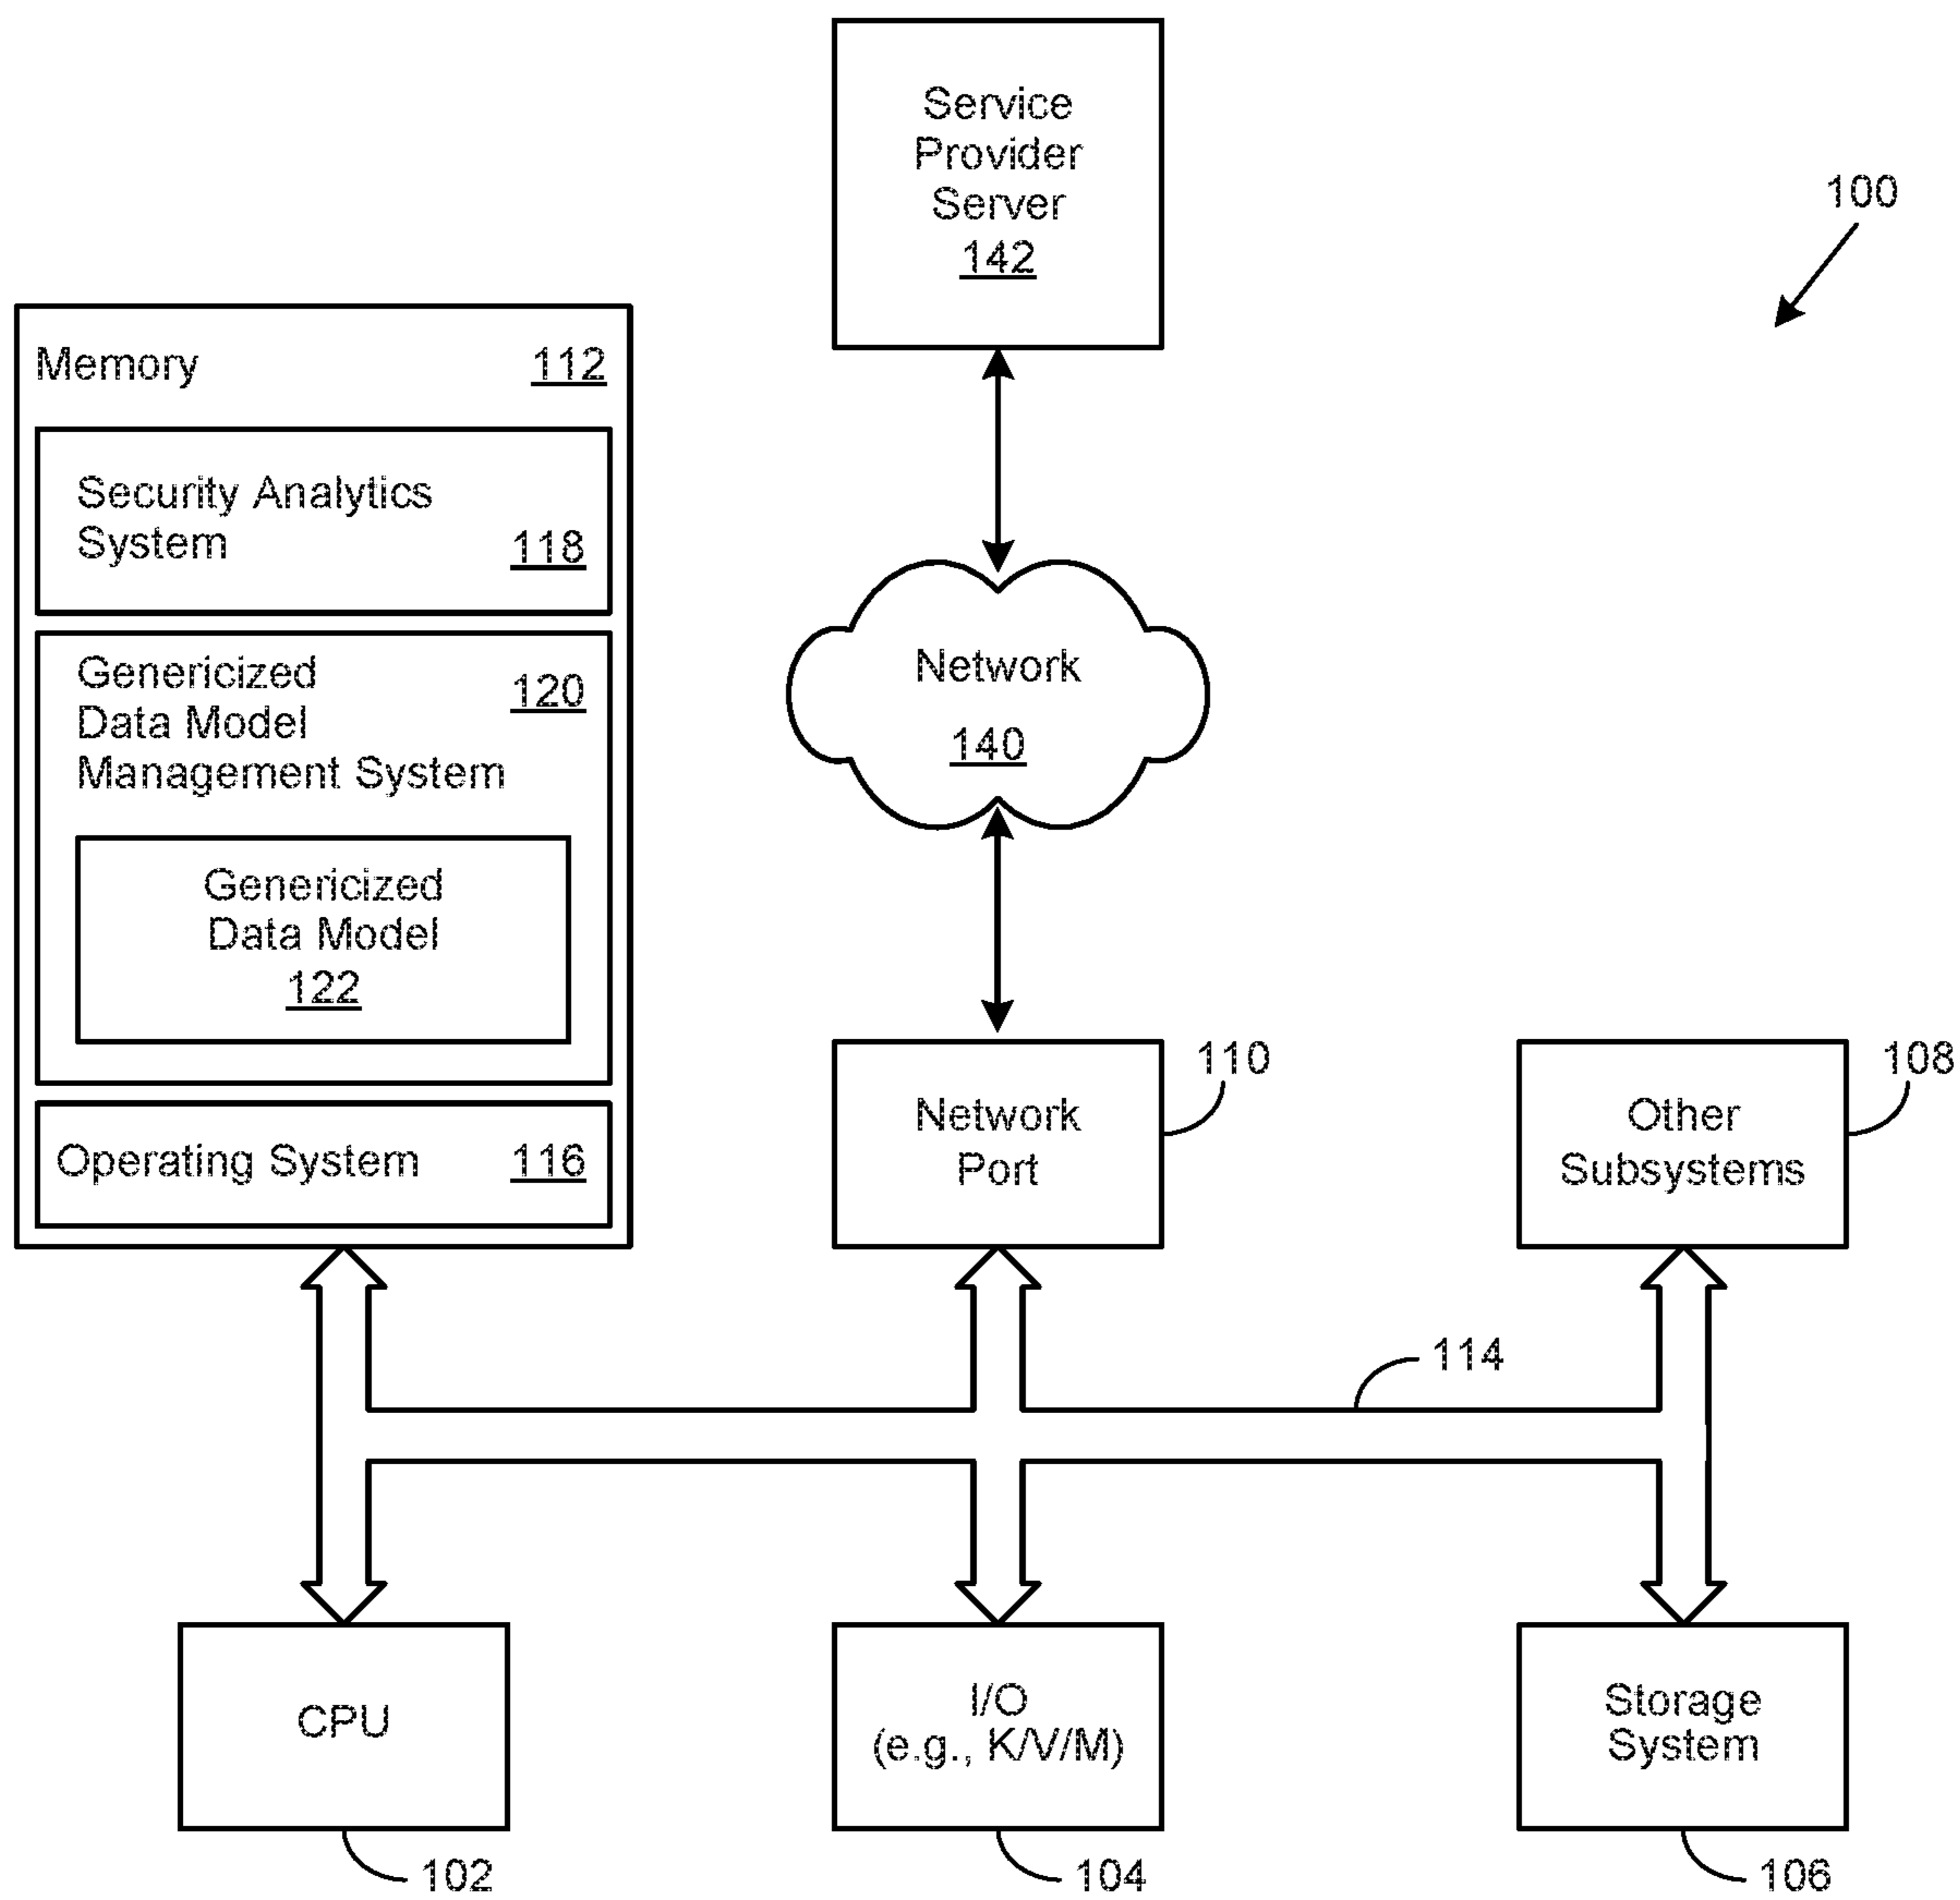 Service
Provider
Server
142
100
Memory 112
Security Analytics
System 118
Genericized 120
Data Model
Management System
Genericized
Data Model
122
Operating System 116
Network
140
Network
Port
110
Other
Subsystems
108
114
CPU
102
I/O
(e.g., K/V/M)
104
Storage
System
106